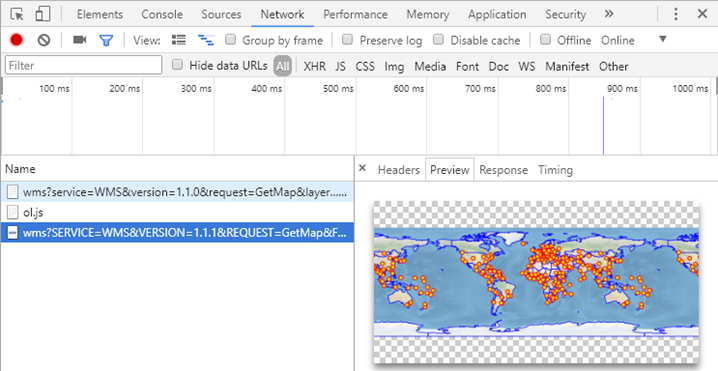 Elements Console Sources Network Performance Memory Application Security
View: Group by frame Preserve log Disable cache Offline Online
Filter Hide data URLs All XHR JS CSS Img Media Font Doc WS Manifest Other
100 ms 200 ms 300 ms 400 ms 500 ms 600 ms 700 ms 800 ms 900 ms 1000 ms
Name
wms?service=WMS&version=1.1.0&request=GetMap&layer......
ol.js
wms?SERVICE=WMS&VERSION=1.1.1&REQUEST=GetMap&F...
Headers Preview Response Timing